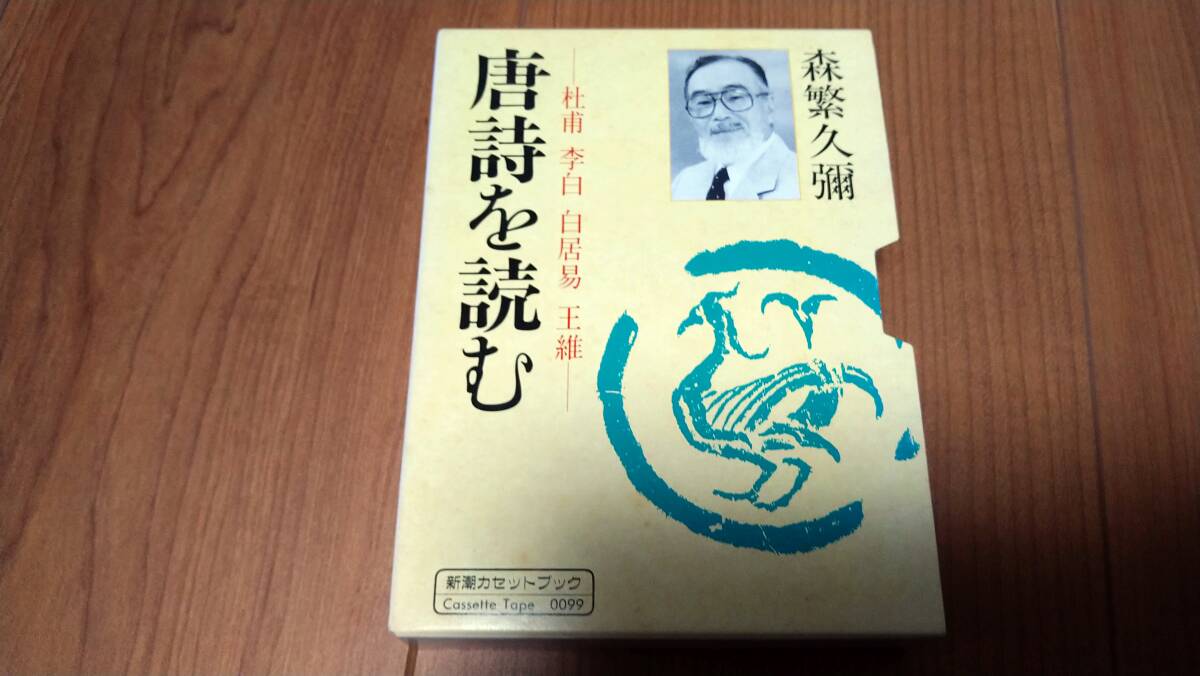 森繁久彌
唐詩を読む
——杜甫 李白 白居易 王維——
新潮カセットブック
Cassette Tape 0099